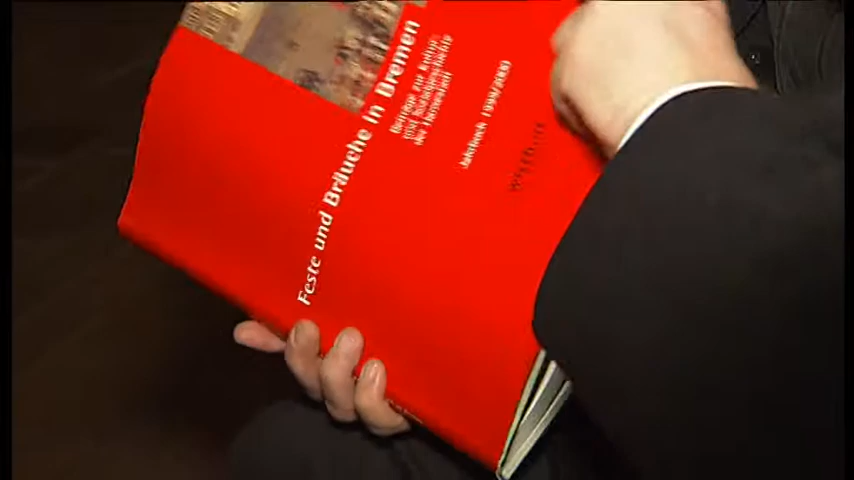 Feste und Bräuche in Bremen
Beiträge zur Kultur-
und Sozialgeschichte
der Hansestadt
Jahrbuch 1999/2000